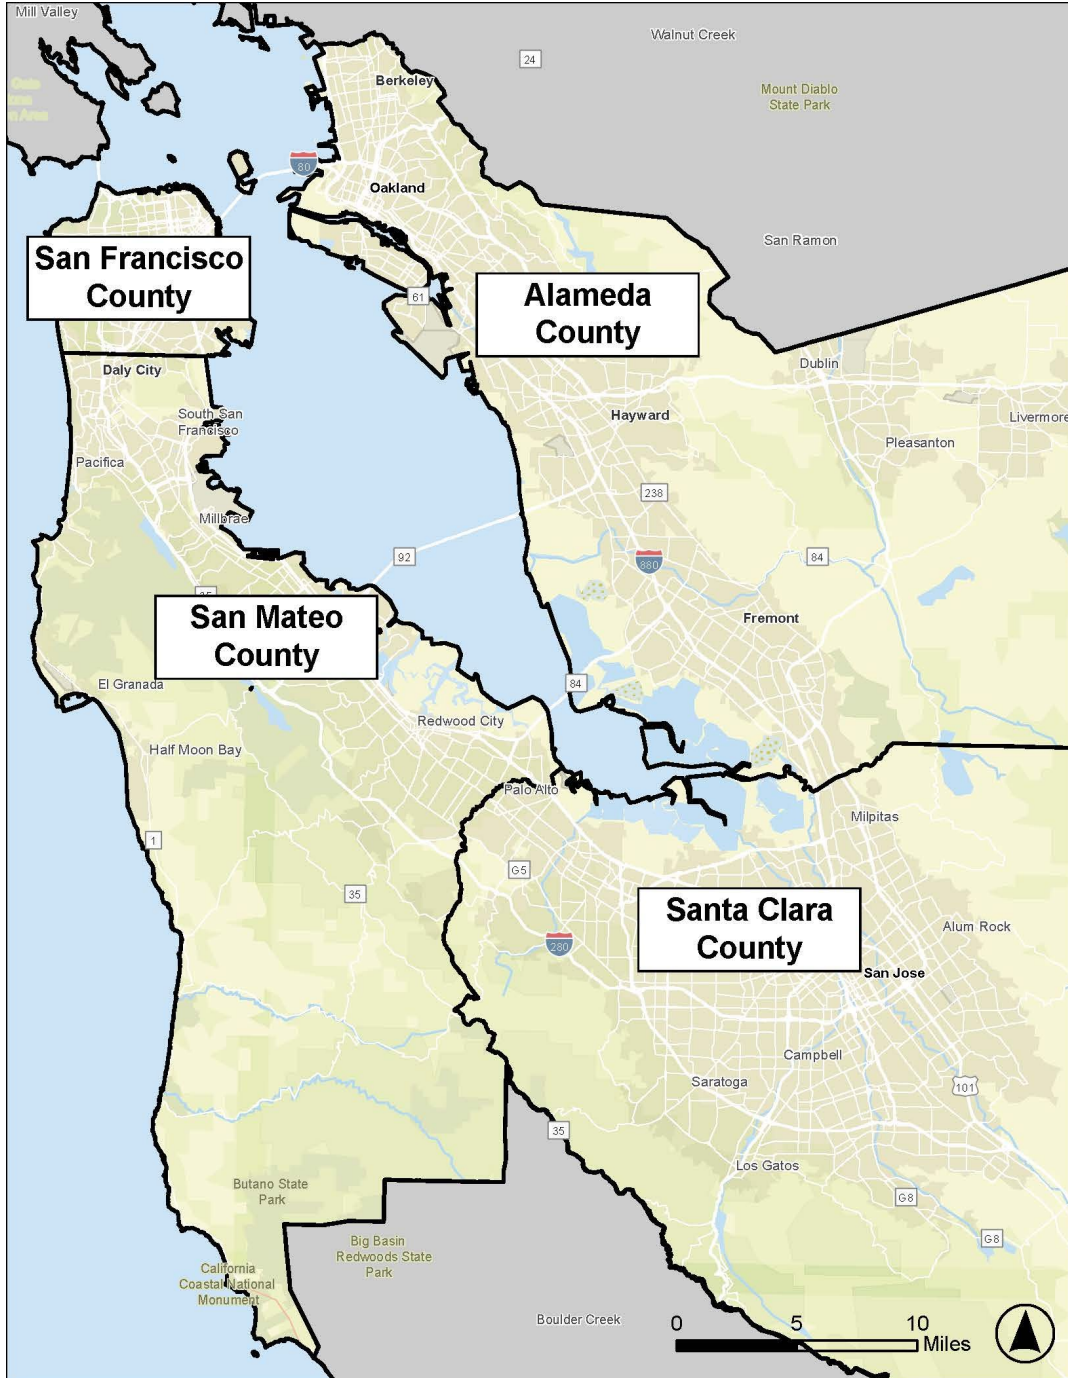 Mill Valley
Walnut Creek
24
Berkeley
Mount Diablo
State Park
80
Oakland
San Ramon
San Francisco
County
Alameda
County
61
Daly City
Dublin
South San
Francisco
Hayward
Livermore
Pleasanton
Pacifica
238
Millbrae
92
84
880
35
San Mateo
County
Fremont
El Granada
84
Redwood City
Half Moon Bay
Palo Alto
Milpitas
1
G5
35
Santa Clara
County
Alum Rock
280
San Jose
Campbell
Saratoga
101
35
Los Gatos
Butano State
Park
G8
G8
Big Basin
Redwoods State
Park
California
Coastal National
Monument
Boulder Creek
0 5 10
Miles